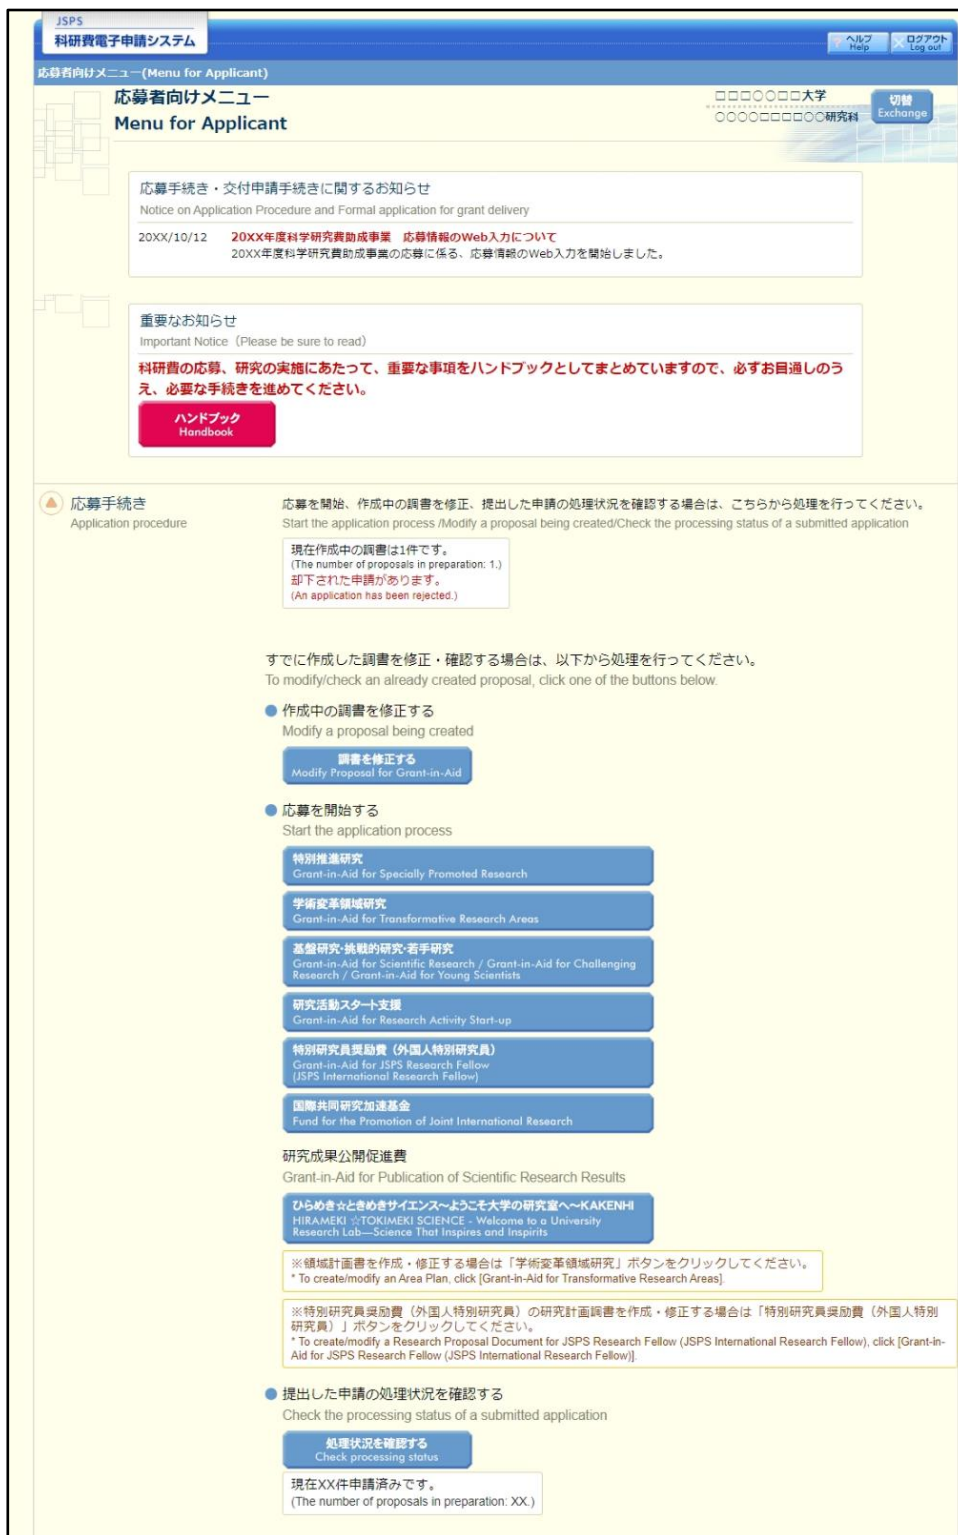 JSPS
科研費電子申請システム
ヘルプ
Help
ログアウト
Log out
応募者向けメニュー(Menu for Applicant)
応募者向けメニュー
Menu for Applicant
□□□○○□□大学
○○○○□□□□○○研究科
切替
Exchange
応募手続き・交付申請手続きに関するお知らせ
Notice on Application Procedure and Formal application for grant delivery
20XX/10/12 20XX年度科学研究費助成事業 応募情報のWeb入力について
20XX年度科学研究費助成事業の応募に係る、応募情報のWeb入力を開始しました。
重要なお知らせ
Important Notice（Please be sure to read）
科研費の応募、研究の実施にあたって、重要な事項をハンドブックとしてまとめていますので、必ずお目通しのう
え、必要な手続きを進めてください。
ハンドブック
Handbook
応募手続き
Application procedure
応募を開始、作成中の調書を修正、提出した申請の処理状況を確認する場合は、こちらから処理を行ってください。
Start the application process /Modify a proposal being created/Check the processing status of a submitted application
現在作成中の調書は1件です。
(The number of proposals in preparation: 1.)
却下された申請があります。
(An application has been rejected.)
すでに作成した調書を修正・確認する場合は、以下から処理を行ってください。
To modify/check an already created proposal, click one of the buttons below.
作成中の調書を修正する
Modify a proposal being created
調書を修正する
Modify Proposal for Grant-in-Aid
応募を開始する
Start the application process
特別推進研究
Grant-in-Aid for Specially Promoted Research
学術変革領域研究
Grant-in-Aid for Transformative Research Areas
基盤研究・挑戦的研究・若手研究
Grant-in-Aid for Scientific Research / Grant-in-Aid for Challenging
Research / Grant-in-Aid for Young Scientists
研究活動スタート支援
Grant-in-Aid for Research Activity Start-up
特別研究員奨励費（外国人特別研究員）
Grant-in-Aid for JSPS Research Fellow
(JSPS International Research Fellow)
国際共同研究加速基金
Fund for the Promotion of Joint International Research
研究成果公開促進費
Grant-in-Aid for Publication of Scientific Research Results
ひらめき☆ときめきサイエンス～ようこそ大学の研究室へ～KAKENHI
HIRAMEKI ☆TOKIMEKI SCIENCE - Welcome to a University
Research Lab—Science That Inspires and Inspirits
※領域計画書を作成・修正する場合は「学術変革領域研究」ボタンをクリックしてください。
* To create/modify an Area Plan, click [Grant-in-Aid for Transformative Research Areas].
※特別研究員奨励費（外国人特別研究員）の研究計画調書を作成・修正する場合は「特別研究員奨励費（外国人特別
研究員）」ボタンをクリックしてください。
* To create/modify a Research Proposal Document for JSPS Research Fellow (JSPS International Research Fellow), click [Grant-in-
Aid for JSPS Research Fellow (JSPS International Research Fellow)].
提出した申請の処理状況を確認する
Check the processing status of a submitted application
処理状況を確認する
Check processing status
現在XX件申請済みです。
(The number of proposals in preparation: XX.)